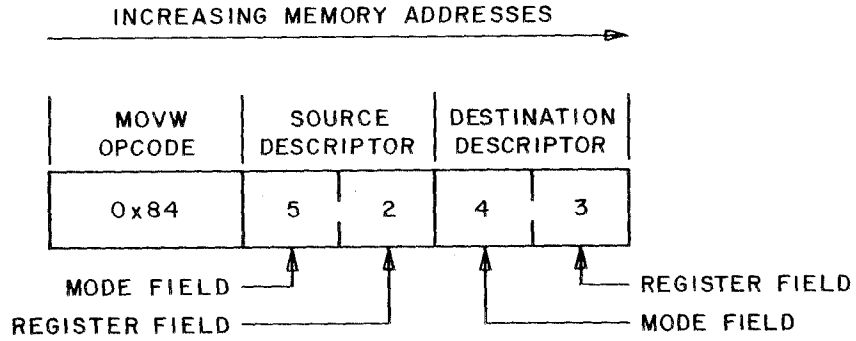 INCREASING MEMORY ADDRESSES
MOVW OPCODE
SOURCE DESCRIPTOR
DESTINATION DESCRIPTOR
0x84 5 2 4 3
MODE FIELD
REGISTER FIELD
REGISTER FIELD
MODE FIELD